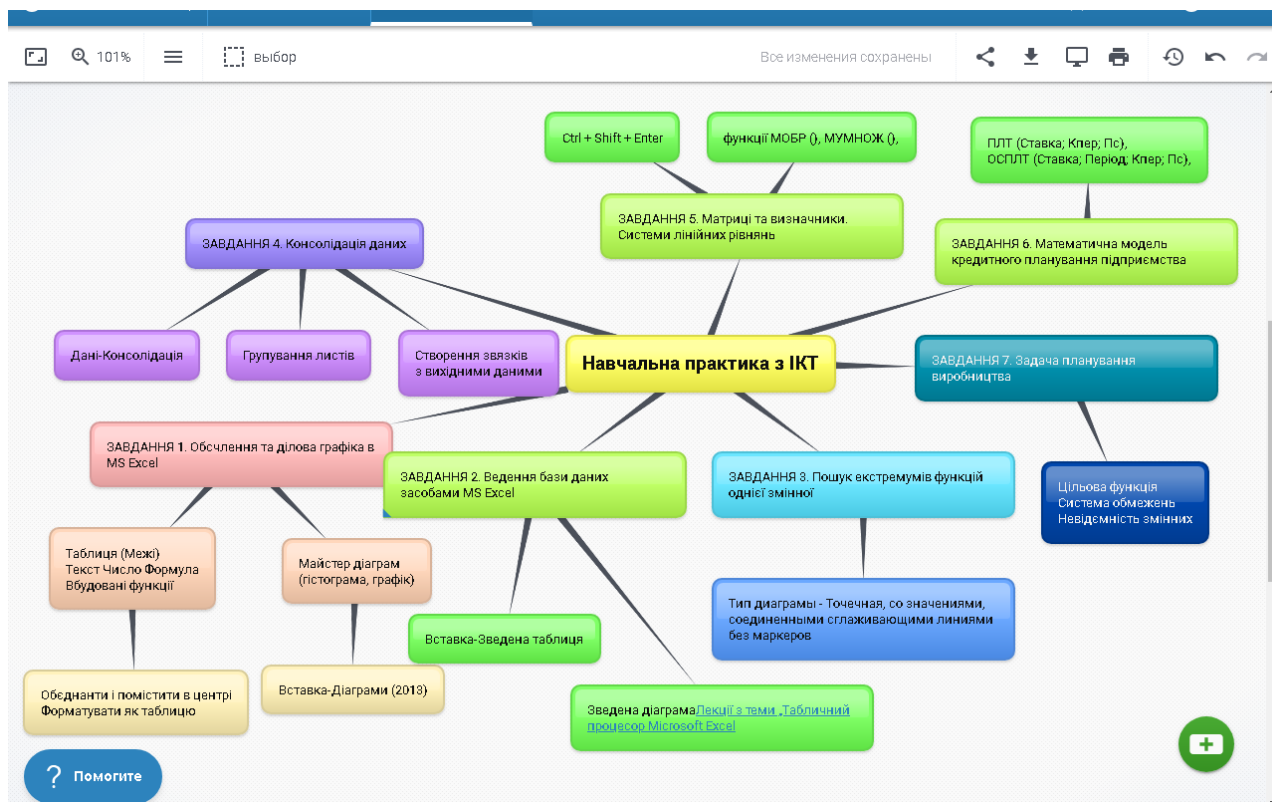 101%
выбор
Все изменения сохранены
Ctrl + Shift + Enter
функції МОБР (), МУМНОЖ (),
ПЛТ (Ставка; Кпер; Пс),
ОСПЛТ (Ставка; Період; Кпер; Пс),
ЗАВДАННЯ 4. Консолідація даних
ЗАВДАННЯ 5. Матриці та визначники.
Системи лінійних рівнянь
ЗАВДАННЯ 6. Математична модель
кредитного планування підприємства
Дані-Консолідація
Групування листів
Створення звязків
з вихідними даними
Навчальна практика з ІКТ
ЗАВДАННЯ 7. Задача планування
виробництва
ЗАВДАННЯ 1. Обсчлення та ділова графіка в
MS Excel
ЗАВДАННЯ 2. Ведення бази даних
засобами MS Excel
ЗАВДАННЯ 3. Пошук екстремумів функцій
однієї змінної
Цільова функція
Система обмежень
Невідємність змінних
Таблиця (Межі)
Текст Число Формула
Вбудовані функції
Майстер діаграм
(гістограма, графік)
Тип диаграмы - Точечная, со значениями,
соединенными сглаживающими линиями
без маркеров
Вставка-Зведена таблиця
Обєднанти і помістити в центрі
Форматувати як таблицю
Вставка-Діаграми (2013)
Зведена діаграмаЛекції з теми „Табличний
процесор Microsoft Excel
? Помогите